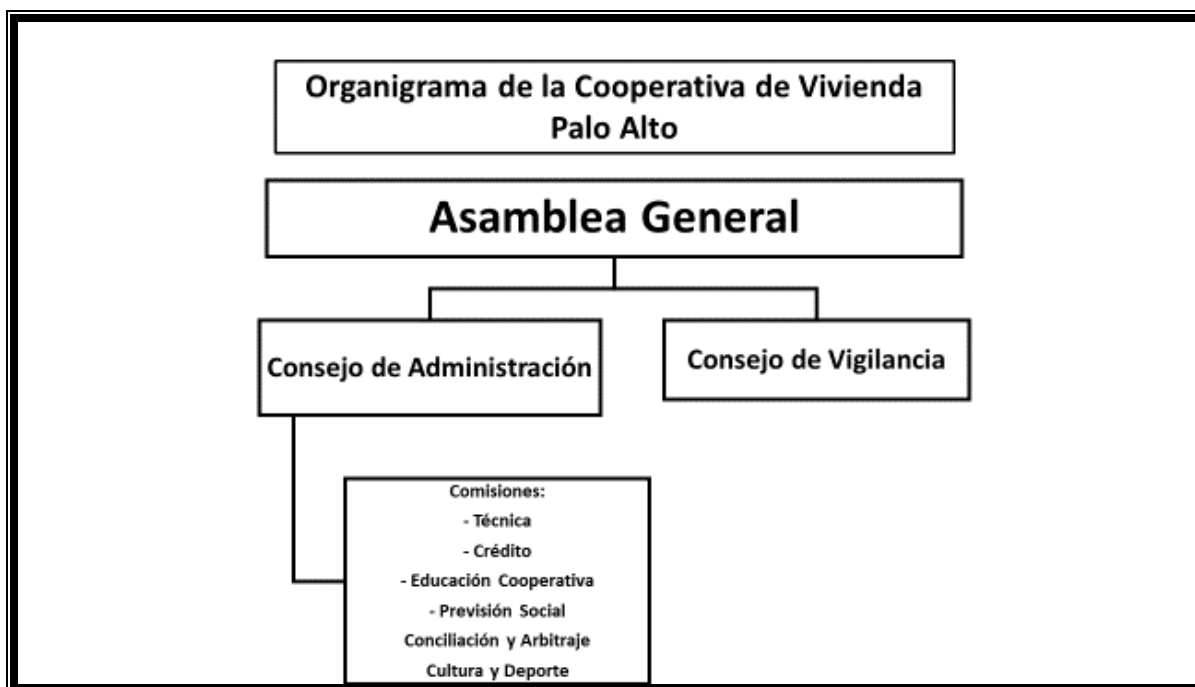 Organigrama de la Cooperativa de Vivienda
Palo Alto
Asamblea General
Consejo de Administración
Consejo de Vigilancia
Comisiones:
- Técnica
- Crédito
- Educación Cooperativa
- Previsión Social
Conciliación y Arbitraje
Cultura y Deporte